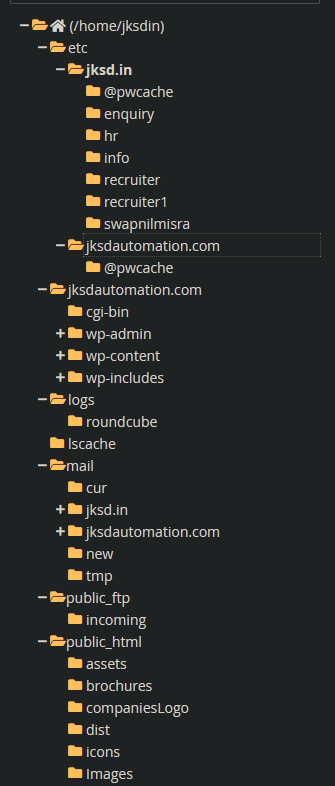 (/home/jksdin)
etc
jksd.in
@pwcache
enquiry
hr
info
recruiter
recruiter1
swapnilmisra
jksdautomation.com
@pwcache
jksdautomation.com
cgi-bin
wp-admin
wp-content
wp-includes
logs
roundcube
lscache
mail
cur
jksd.in
jksdautomation.com
new
tmp
public_ftp
incoming
public_html
assets
brochures
companiesLogo
dist
icons
Images